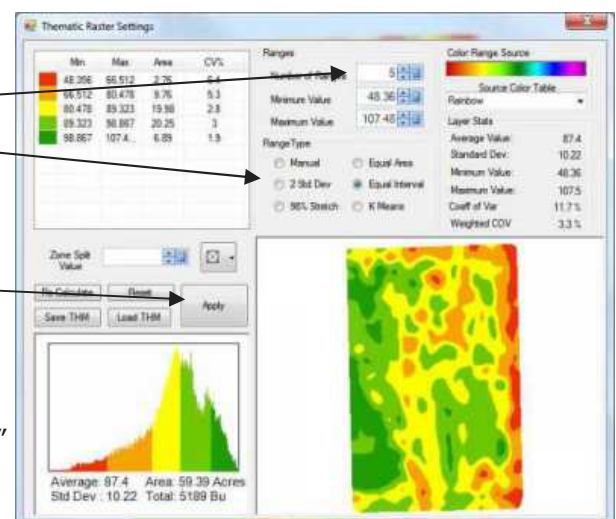 Thematic Raster Settings
Min Max Area CV%
48.356 66.512 2.76 6.4
66.512 80.478 9.76 5.3
80.478 89.323 19.98 2.8
89.323 98.867 20.25 3
98.867 107.4... 6.89 1.9
Ranges
Number of Ranges 5
Minimum Value 48.36
Maximum Value 107.48
Range Type
Manual Equal Area
2 Std Dev Equal Interval
98% Stretch K Means
Color Range Source
Source Color Table
Rainbow
Layer Stats
Average Value: 87.4
Standard Dev: 10.22
Minimum Value: 48.36
Maximum Value: 107.5
Coeff of Var 11.7%
Weighted COV 3.3%
Zone Split
Value
Re Calculate Reset
Apply
Save THM Load THM
Average: 87.4 Area: 59.39 Acres
Std Dev : 10.22 Total: 5189 Bu
"